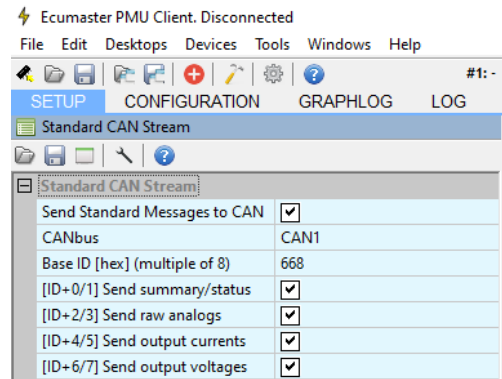 Ecumaster PMU Client. Disconnected
File Edit Desktops Devices Tools Windows Help
#1: -
SETUP CONFIGURATION GRAPHLOG LOG
Standard CAN Stream
Standard CAN Stream
Send Standard Messages to CAN
CANbus CAN1
Base ID [hex] (multiple of 8) 668
[ID+0/1] Send summary/status
[ID+2/3] Send raw analogs
[ID+4/5] Send output currents
[ID+6/7] Send output voltages